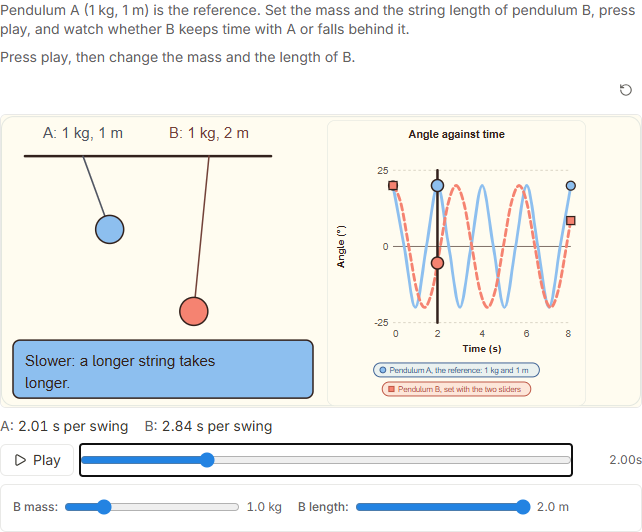 Pendulum A (1 kg, 1 m) is the reference. Set the mass and the string length of pendulum B, press
play, and watch whether B keeps time with A or falls behind it.
Press play, then change the mass and the length of B.
A: 1 kg, 1 m
B: 1 kg, 2 m
Slower: a longer string takes
longer.
Angle against time
25
0
-25
Angle (°)
0 2 4 6 8
Time (s)
Pendulum A, the reference: 1 kg and 1 m
Pendulum B, set with the two sliders
A: 2.01 s per swing B: 2.84 s per swing
Play
2.00s
B mass: 1.0 kg B length: 2.0 m